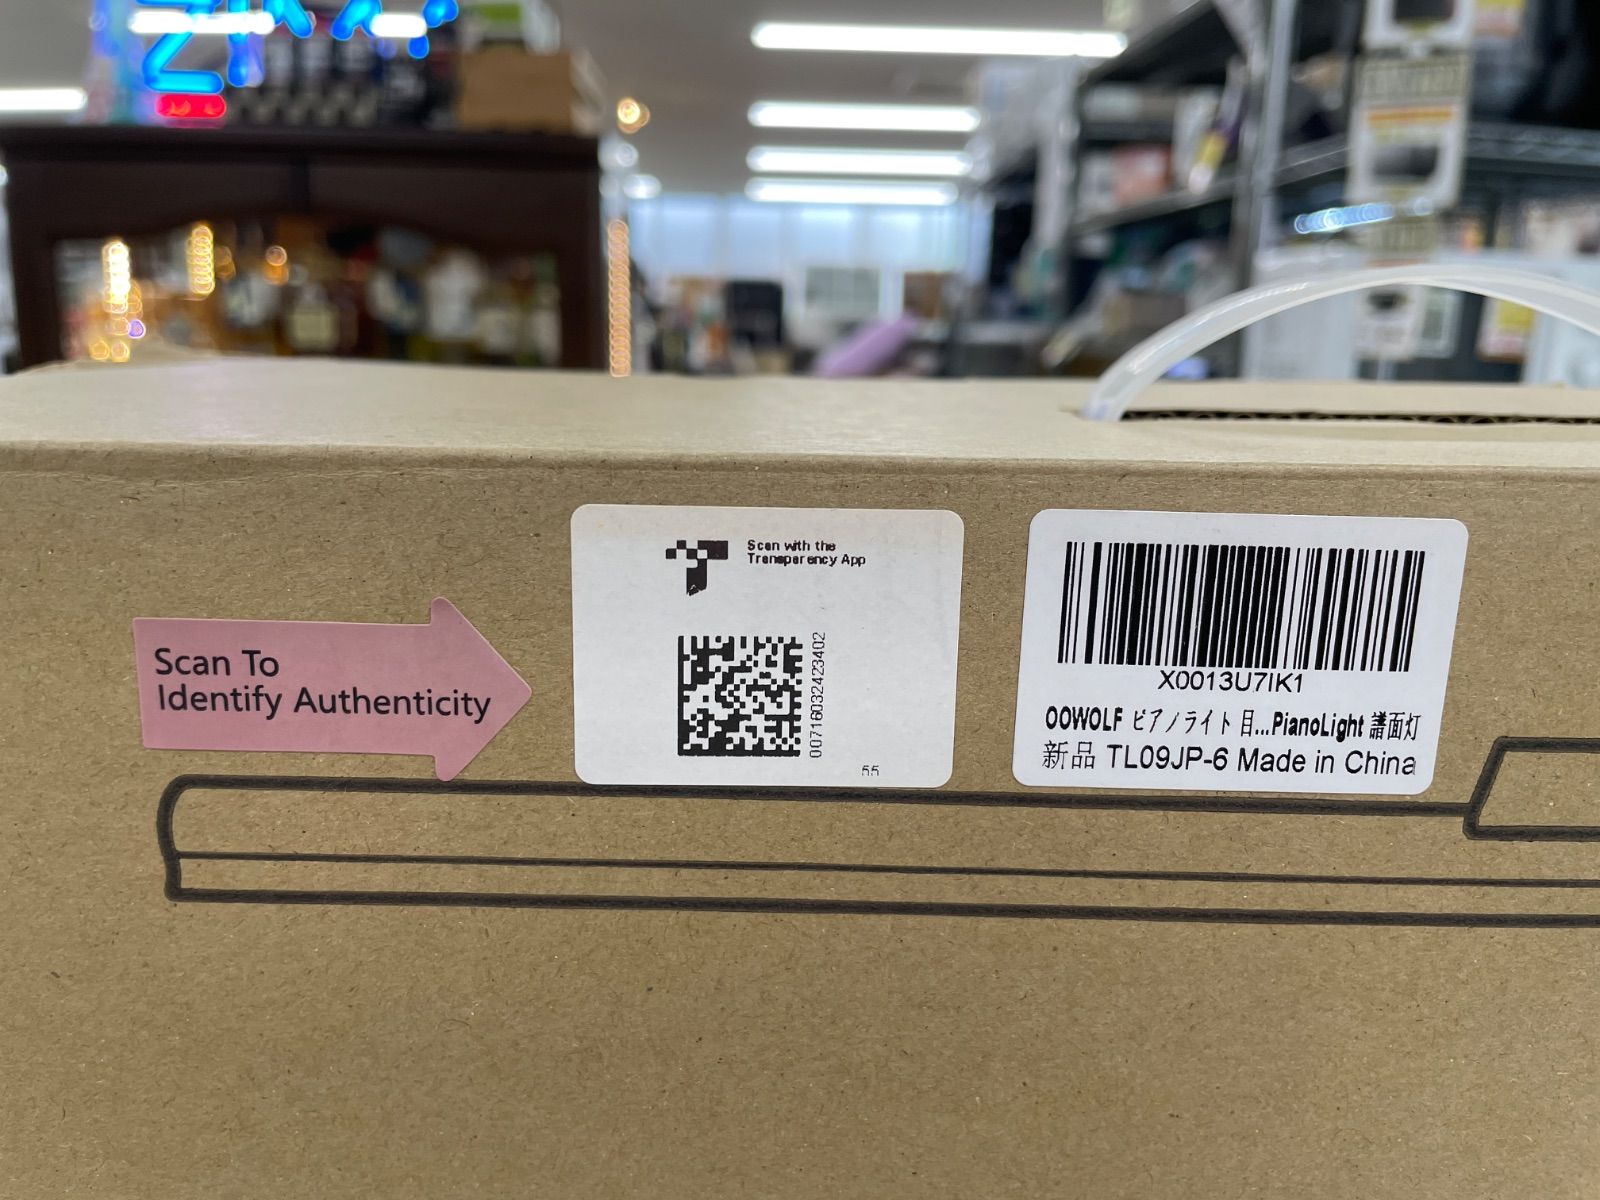 Scan To
Identify Authenticity
Scan with the
Transparency App
00716032423402
55
X0013U7IK1
OOWOLF ピアノライト 目...PianoLight 譜面灯
新品 TL09JP-6 Made in China